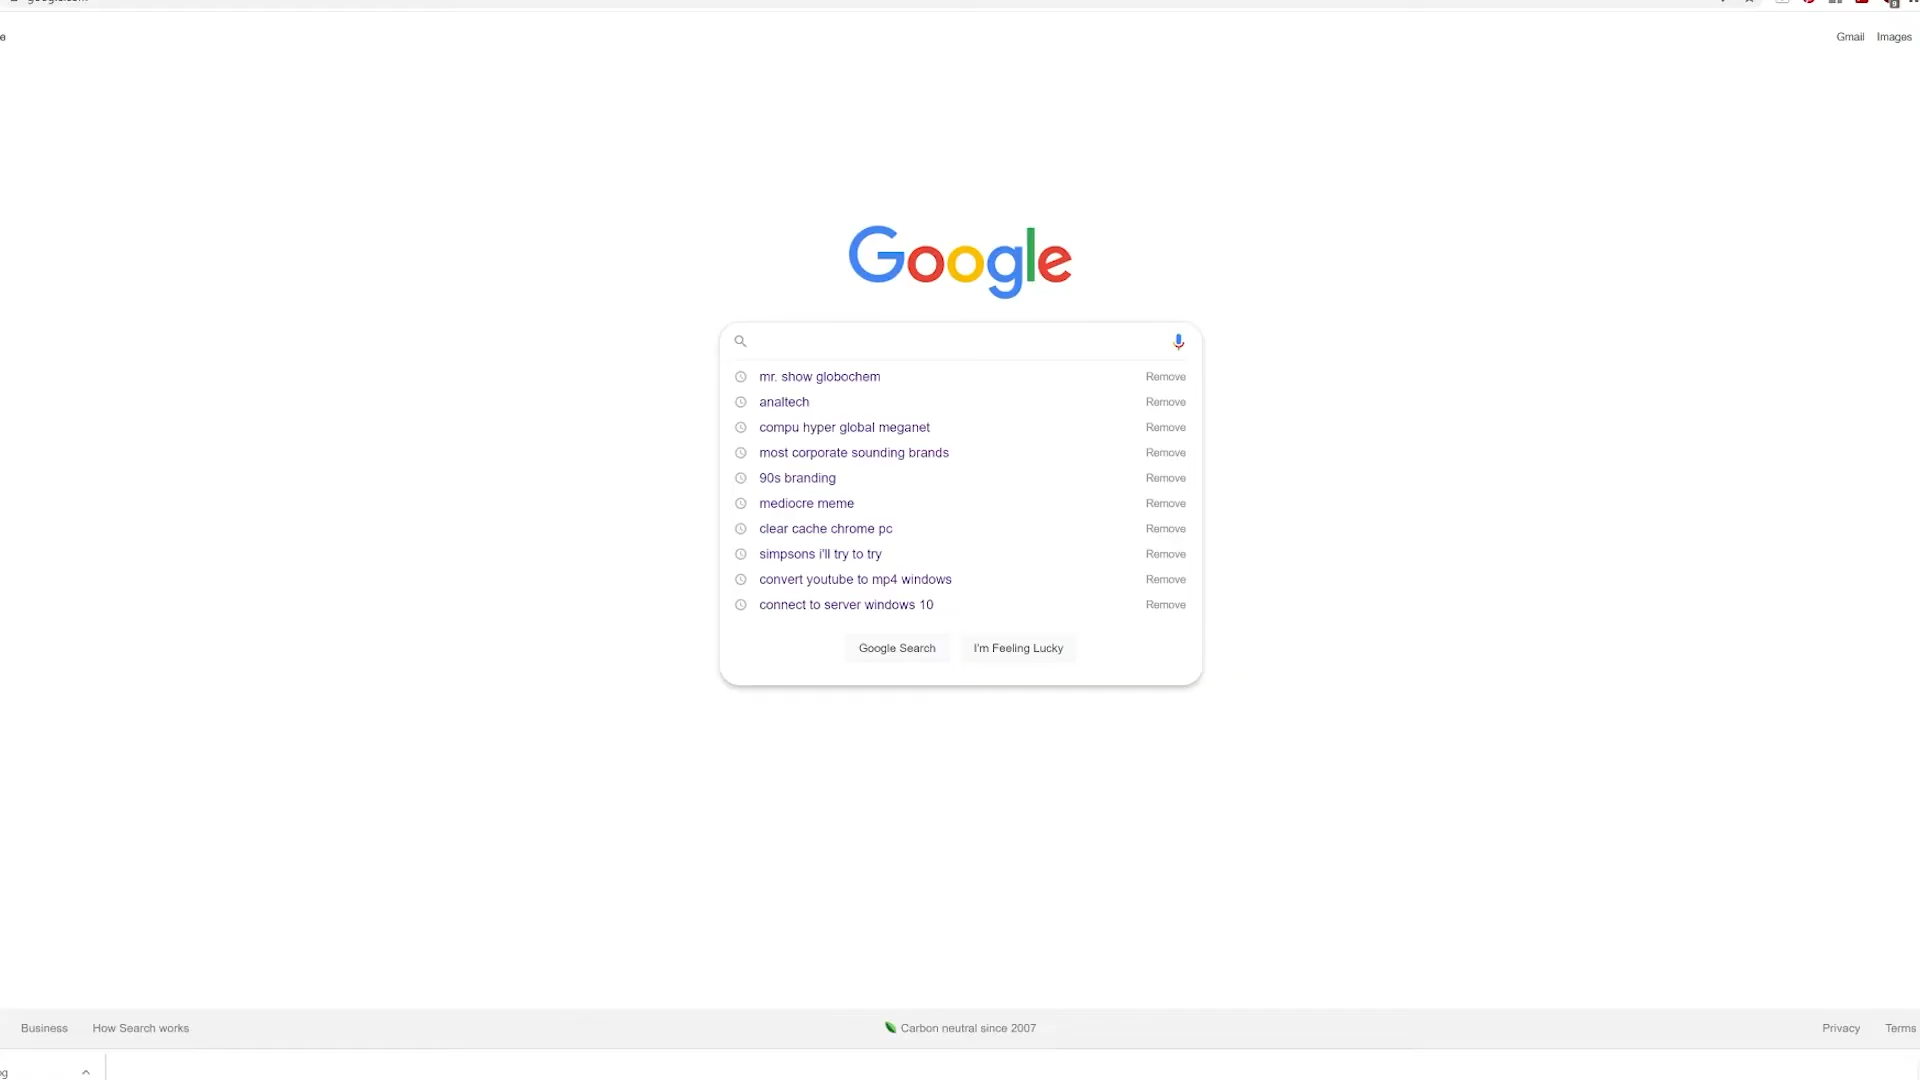 Gmail Images
Google
mr. show globochem Remove
analtech Remove
compu hyper global meganet Remove
most corporate sounding brands Remove
90s branding Remove
mediocre meme Remove
clear cache chrome pc Remove
simpsons i'll try to try Remove
convert youtube to mp4 windows Remove
connect to server windows 10 Remove
Google Search I'm Feeling Lucky
Business How Search works Carbon neutral since 2007 Privacy Terms